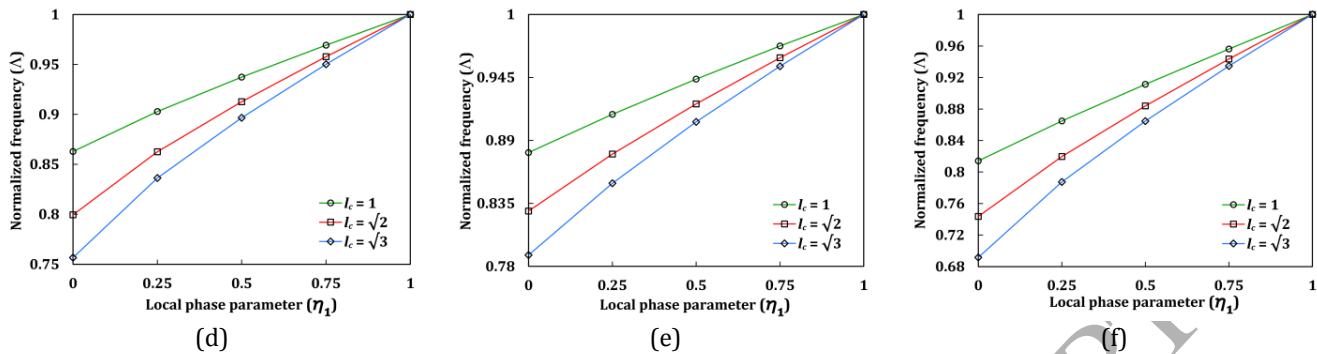 1
0.95
0.9
0.85
0.8
0.75
0
0.25
0.5
0.75
1
Normalized frequency (Λ)
Local phase parameter (η₁)
l_c = 1
l_c = √2
l_c = √3
(d)
1
0.945
0.89
0.835
0.78
0
0.25
0.5
0.75
1
Normalized frequency (Λ)
Local phase parameter (η₁)
l_c = 1
l_c = √2
l_c = √3
(e)
1
0.96
0.92
0.88
0.84
0.8
0.76
0.72
0.68
0
0.25
0.5
0.75
1
Normalized frequency (Λ)
Local phase parameter (η₁)
l_c = 1
l_c = √2
l_c = √3
(f)